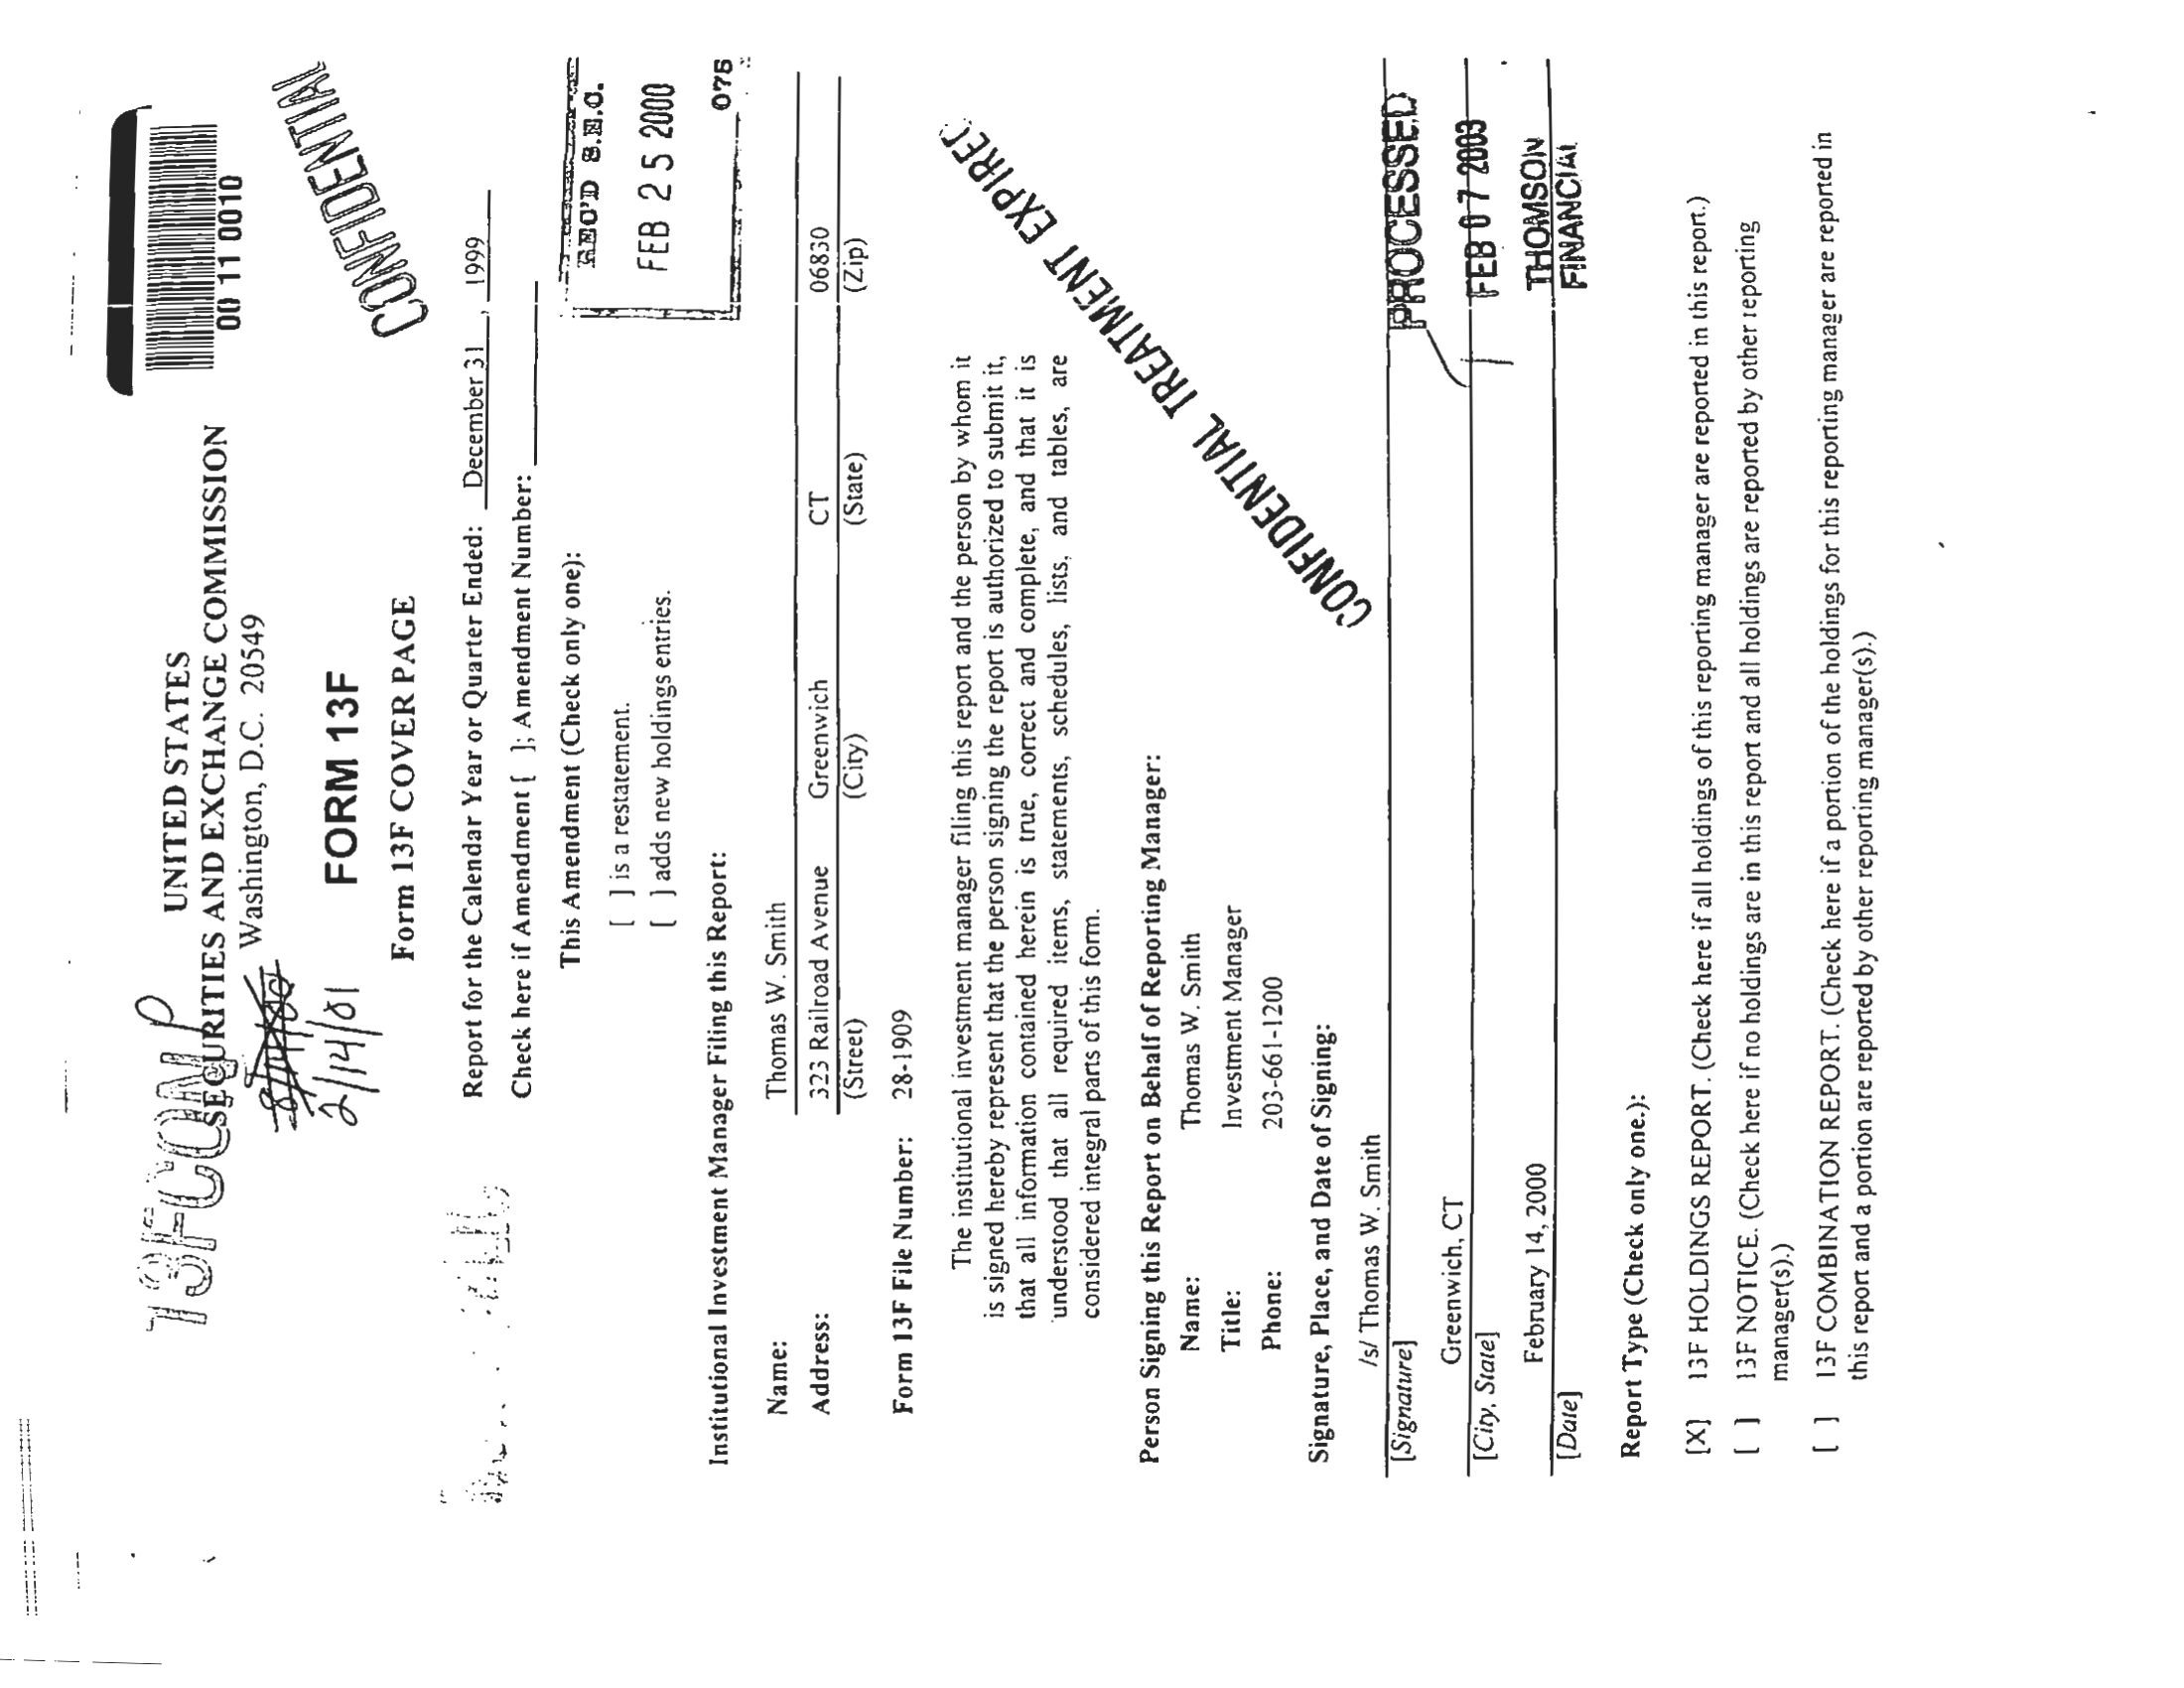 13FCONP
UNITED STATES
SECURITIES AND EXCHANGE COMMISSION
Washington, D.C. 20549
00 11 0010
CONFIDENTIAL
2/14/01
FORM 13F
Form 13F COVER PAGE
Report for the Calendar Year or Quarter Ended: December 31, 1999
Check here if Amendment [ ]; Amendment Number:
This Amendment (Check only one):
[ ] is a restatement.
[ ] adds new holdings entries.
REC'D S.E.C.
FEB 25 2000
076
Institutional Investment Manager Filing this Report:
Name: Thomas W. Smith
Address: 323 Railroad Avenue Greenwich CT 06830
(Street) (City) (State) (Zip)
Form 13F File Number: 28-1909
The institutional investment manager filing this report and the person by whom it
is signed hereby represent that the person signing the report is authorized to submit it,
that all information contained herein is true, correct and complete, and that it is
understood that all required items, statements, schedules, lists, and tables, are
considered integral parts of this form.
CONFIDENTIAL TREATMENT EXPIRED
Person Signing this Report on Behalf of Reporting Manager:
Name: Thomas W. Smith
Title: Investment Manager
Phone: 203-661-1200
Signature, Place, and Date of Signing:
/s/ Thomas W. Smith
[Signature]
Greenwich, CT
[City, State]
February 14, 2000
[Date]
PROCESSED
FEB 07 2003
THOMSON
FINANCIAL
Report Type (Check only one.):
[X] 13F HOLDINGS REPORT. (Check here if all holdings of this reporting manager are reported in this report.)
[ ] 13F NOTICE. (Check here if no holdings are in this report and all holdings are reported by other reporting
manager(s).)
[ ] 13F COMBINATION REPORT. (Check here if a portion of the holdings for this reporting manager are reported in
this report and a portion are reported by other reporting manager(s).)